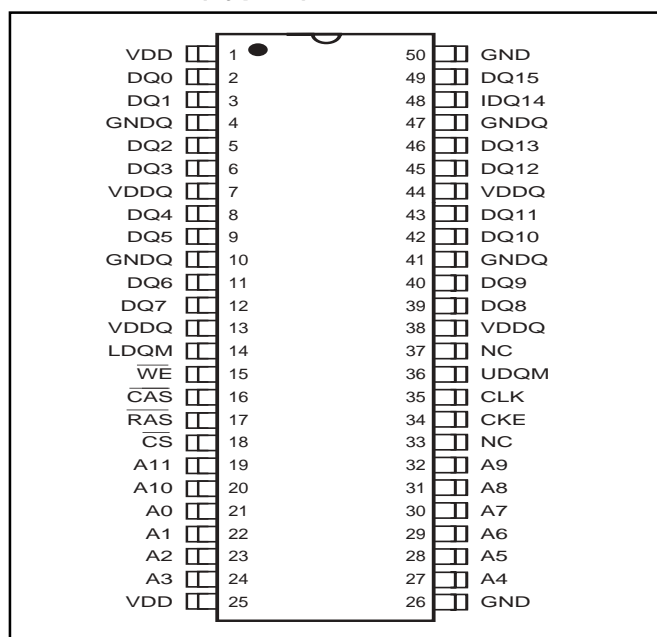 VDD 1 50 GND
DQ0 2 49 DQ15
DQ1 3 48 IDQ14
GNDQ 4 47 GNDQ
DQ2 5 46 DQ13
DQ3 6 45 DQ12
VDDQ 7 44 VDDQ
DQ4 8 43 DQ11
DQ5 9 42 DQ10
GNDQ 10 41 GNDQ
DQ6 11 40 DQ9
DQ7 12 39 DQ8
VDDQ 13 38 VDDQ
LDQM 14 37 NC
W̅E̅ 15 36 UDQM
C̅A̅S̅ 16 35 CLK
R̅A̅S̅ 17 34 CKE
C̅S̅ 18 33 NC
A11 19 32 A9
A10 20 31 A8
A0 21 30 A7
A1 22 29 A6
A2 23 28 A5
A3 24 27 A4
VDD 25 26 GND